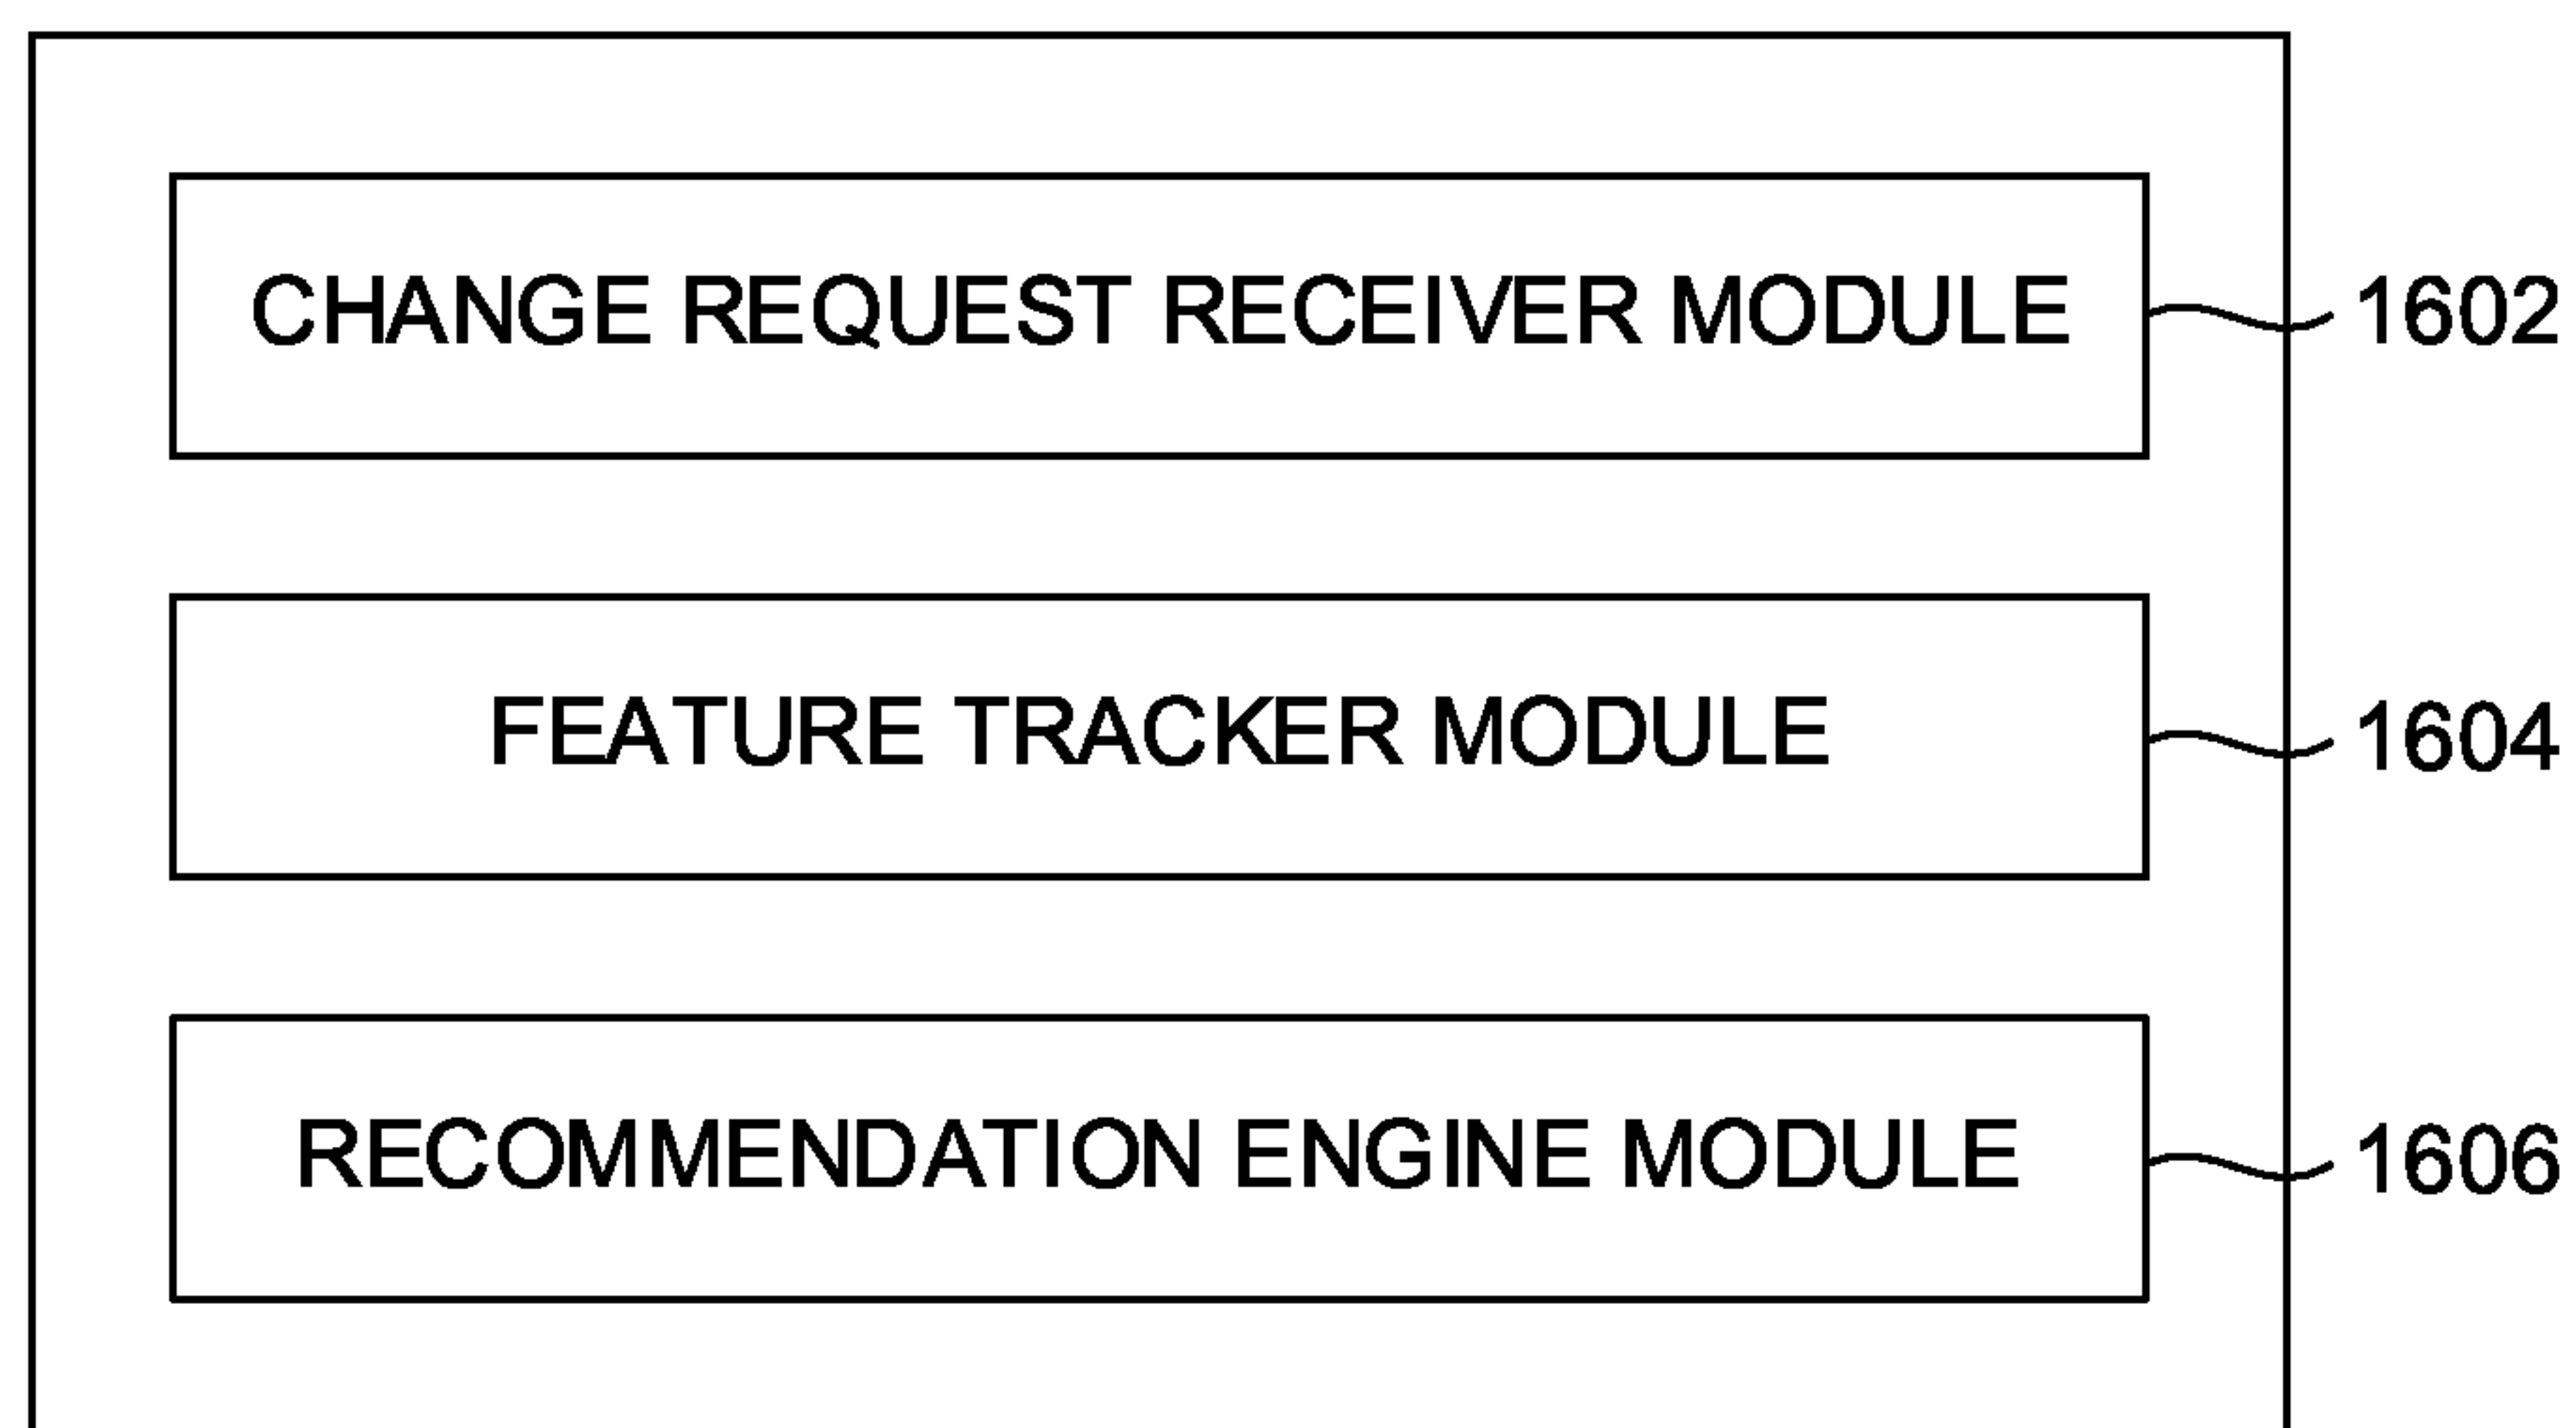 CHANGE REQUEST RECEIVER MODULE
1602
FEATURE TRACKER MODULE
1604
RECOMMENDATION ENGINE MODULE
1606